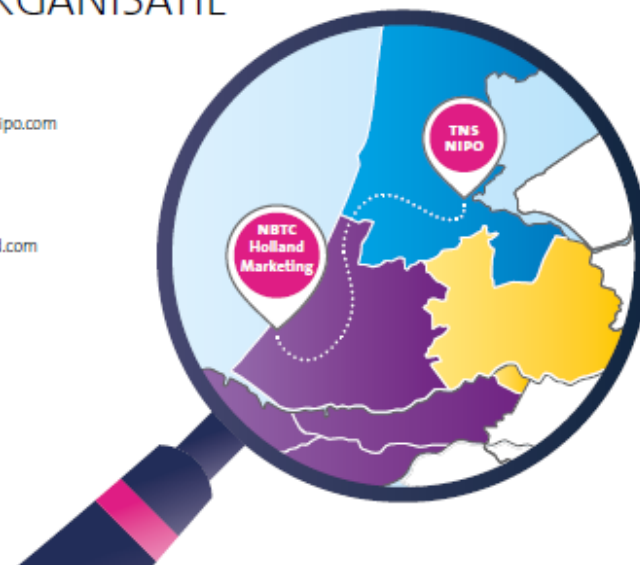 RGANISATIE
ipo.com
l.com
TNS
NIPO
NBTC
Holland
Marketing